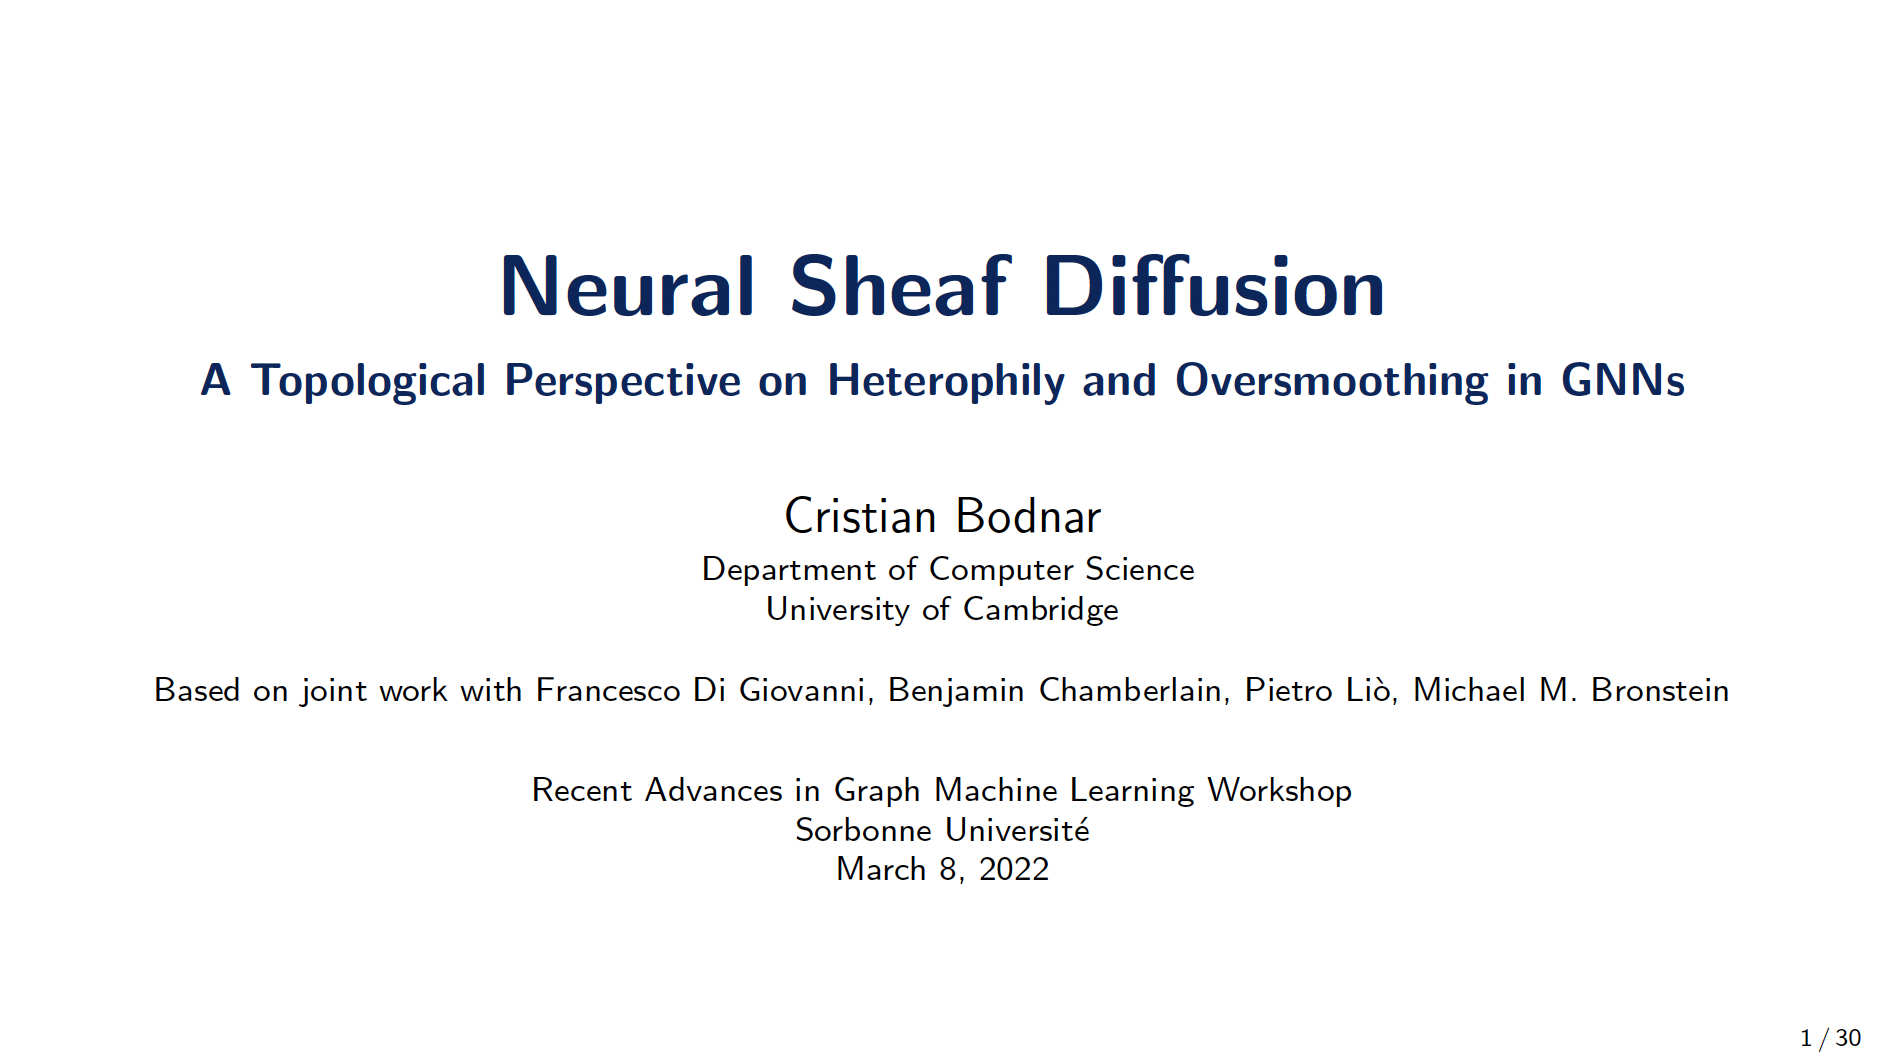 Neural Sheaf Diffusion
A Topological Perspective on Heterophily and Oversmoothing in GNNs
Cristian Bodnar
Department of Computer Science
University of Cambridge
Based on joint work with Francesco Di Giovanni, Benjamin Chamberlain, Pietro Liò, Michael M. Bronstein
Recent Advances in Graph Machine Learning Workshop
Sorbonne Université
March 8, 2022
1 / 30